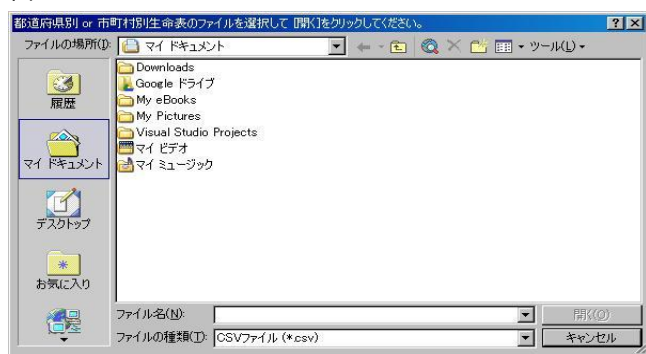 都道府県別 or 市町村別生命表のファイルを選択して [開く]をクリックしてください。
ファイルの場所(I): マイ ドキュメント ツール(L)
Downloads
Google ドライブ
My eBooks
My Pictures
Visual Studio Projects
マイ ビデオ
マイ ミュージック
履歴
マイ ドキュメント
デスクトップ
お気に入り
ファイル名(N): 開く(O)
ファイルの種類(T): CSVファイル (*.csv) キャンセル